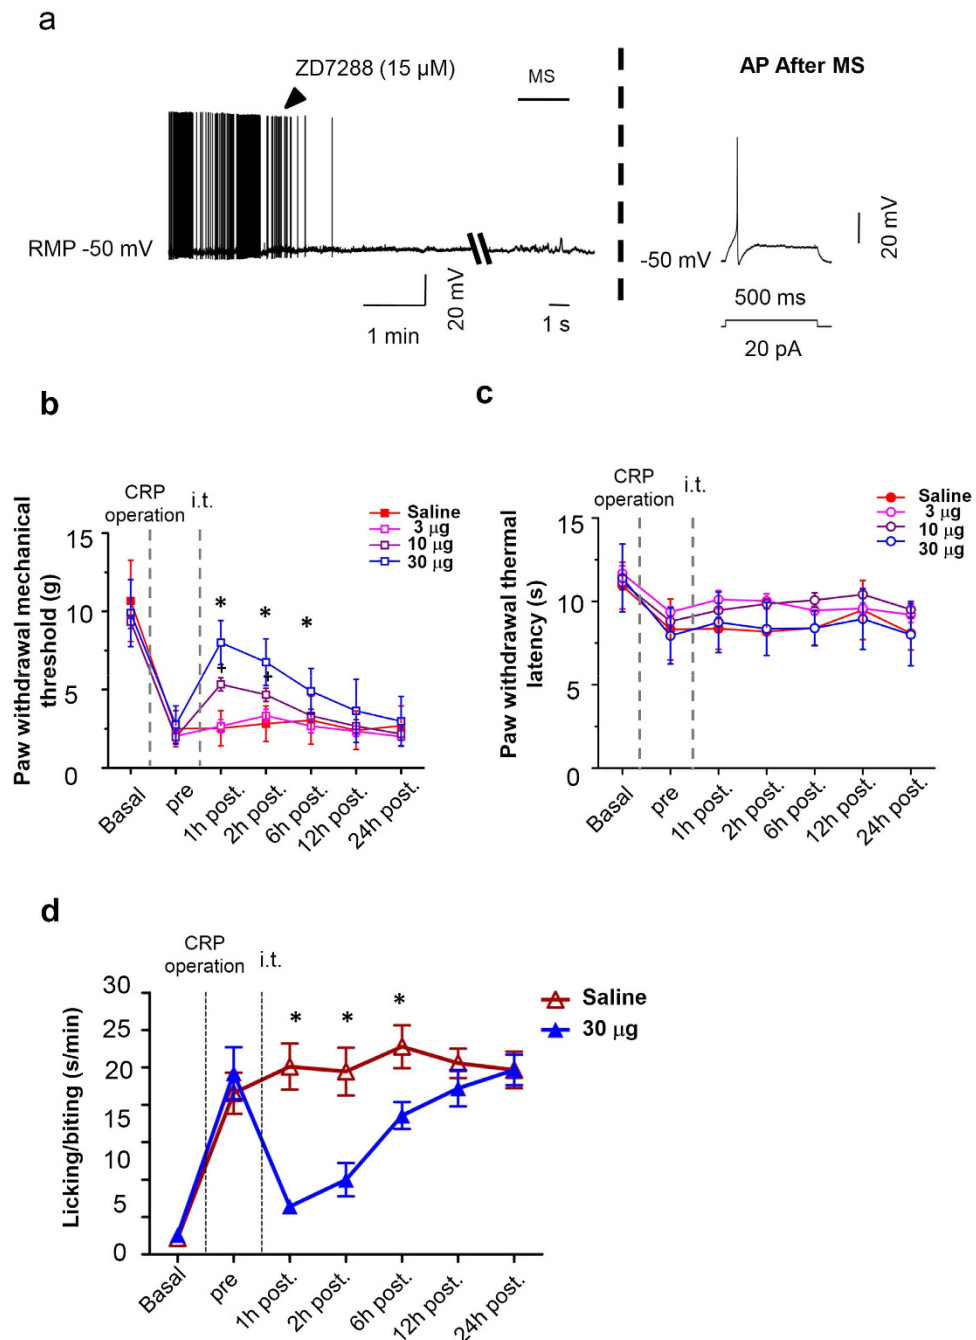 a
ZD7288 (15 µM)
MS
AP After MS
RMP -50 mV
20 mV
1 min
1 s
-50 mV
20 mV
500 ms
20 pA
b
CRP
operation
i.t.
Saline
3 µg
10 µg
30 µg
Paw withdrawal mechanical
threshold (g)
15
10
5
0
* * *
+ +
Basal
pre
1h post.
2h post.
6h post.
12h post.
24h post.
c
CRP
operation
i.t.
Saline
3 µg
10 µg
30 µg
Paw withdrawal thermal
latency (s)
15
10
5
0
Basal
pre
1h post.
2h post.
6h post.
12h post.
24h post.
d
CRP
operation
i.t.
Saline
30 µg
Licking/biting (s/min)
30
25
20
15
10
5
0
* * *
Basal
pre
1h post.
2h post.
6h post.
12h post.
24h post.